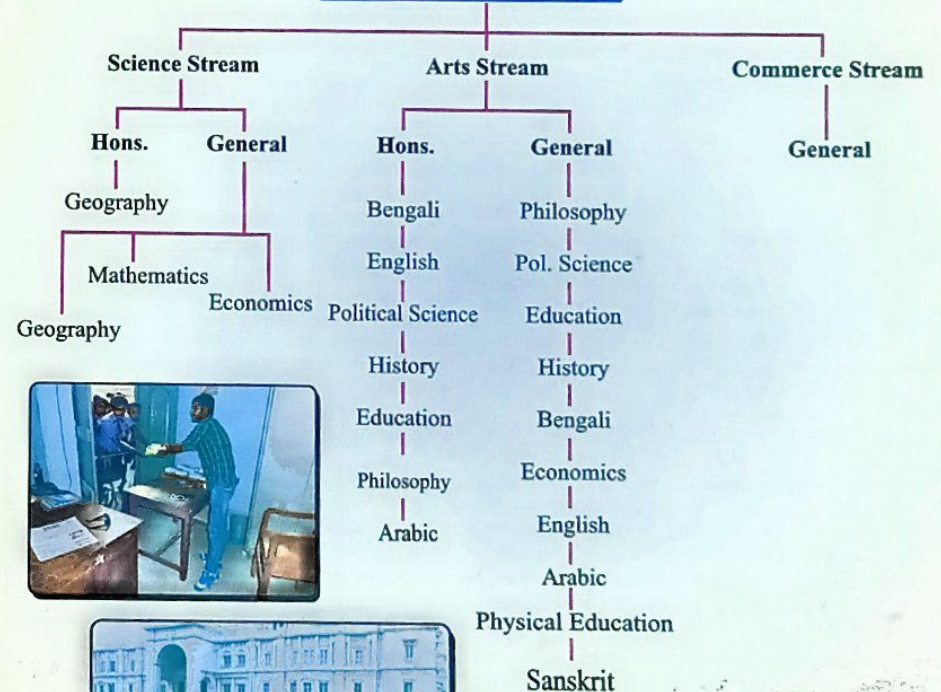 Science Stream
Arts Stream
Commerce Stream
Hons.
General
Hons.
General
General
Geography
Mathematics
Economics
Geography
Bengali
English
Political Science
History
Education
Philosophy
Arabic
Philosophy
Pol. Science
Education
History
Bengali
Economics
English
Arabic
Physical Education
Sanskrit